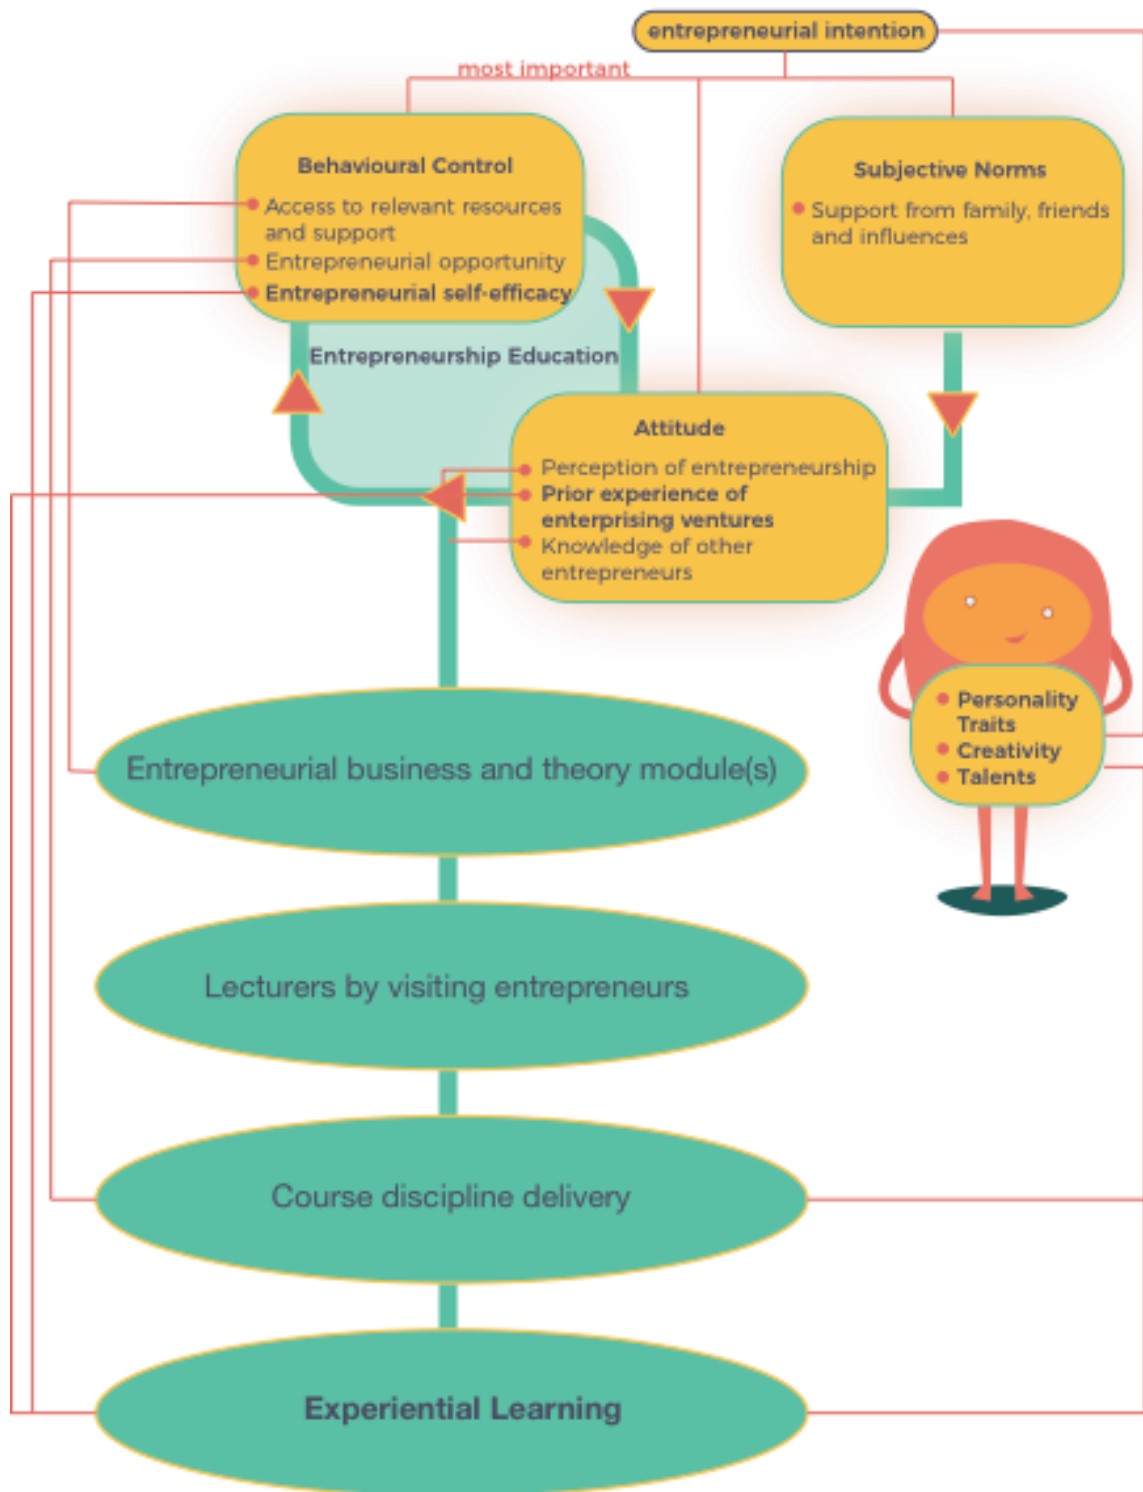 entrepreneurial intention
most important
Behavioural Control
Access to relevant resources
and support
Entrepreneurial opportunity
Entrepreneurial self-efficacy
Subjective Norms
Support from family, friends
and influences
Entrepreneurship Education
Attitude
Perception of entrepreneurship
Prior experience of
enterprising ventures
Knowledge of other
entrepreneurs
Personality
Traits
Creativity
Talents
Entrepreneurial business and theory module(s)
Lecturers by visiting entrepreneurs
Course discipline delivery
Experiential Learning